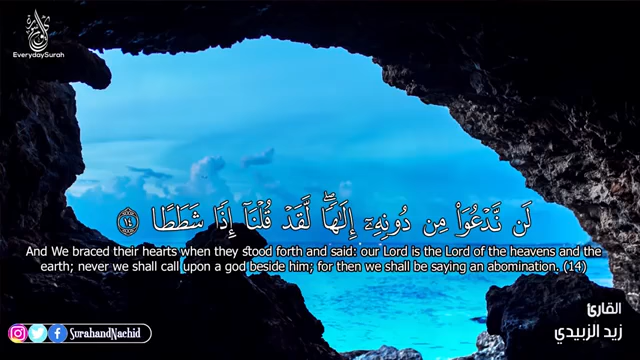 EverydaySurah
لَن نَّدْعُوَا۟ مِن دُونِهِۦٓ إِلَـٰهًا ۖ لَّقَدْ قُلْنَآ إِذًا شَطَطًا ١٤
And We braced their hearts when they stood forth and said: our Lord is the Lord of the heavens and the
earth; never we shall call upon a god beside him; for then we shall be saying an abomination. (14)
القارئ
زيد الزبيدي
SurahandNachid